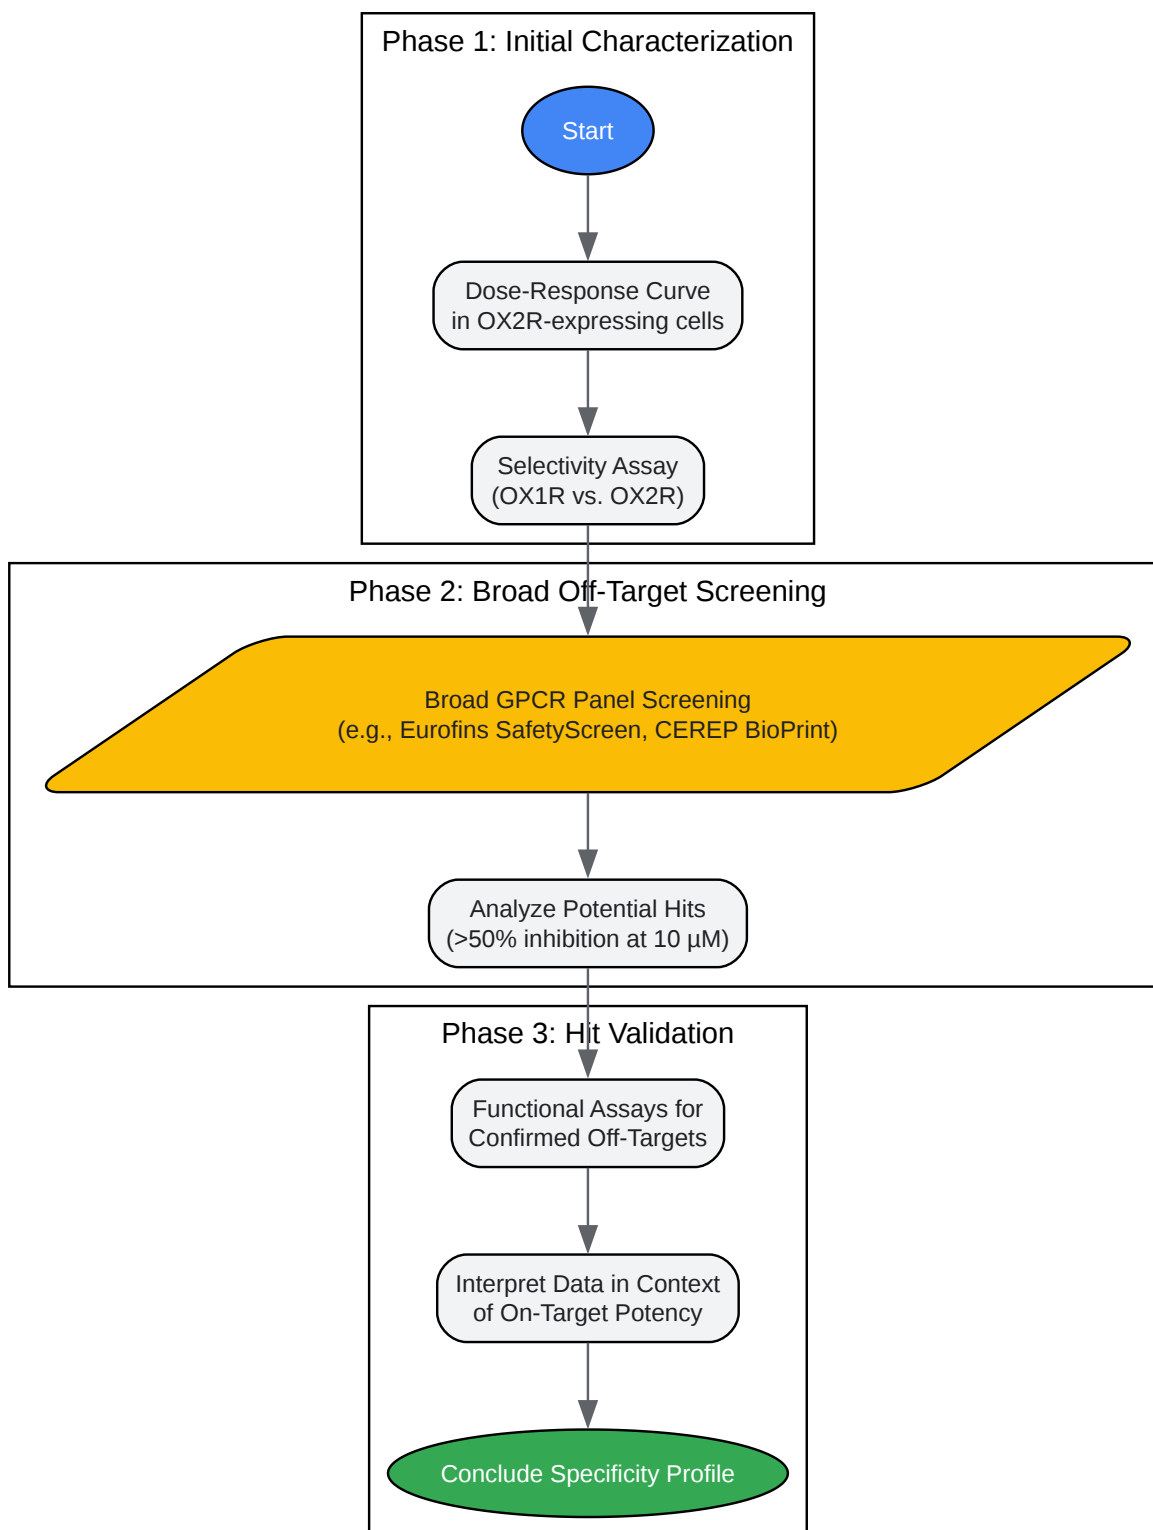 Phase 1: Initial Characterization
Start
Dose-Response Curve
in OX2R-expressing cells
Selectivity Assay
(OX1R vs. OX2R)
Phase 2: Broad Off-Target Screening
Broad GPCR Panel Screening
(e.g., Eurofins SafetyScreen, CEREP BioPrint)
Analyze Potential Hits
(>50% inhibition at 10 µM)
Phase 3: Hit Validation
Functional Assays for
Confirmed Off-Targets
Interpret Data in Context
of On-Target Potency
Conclude Specificity Profile